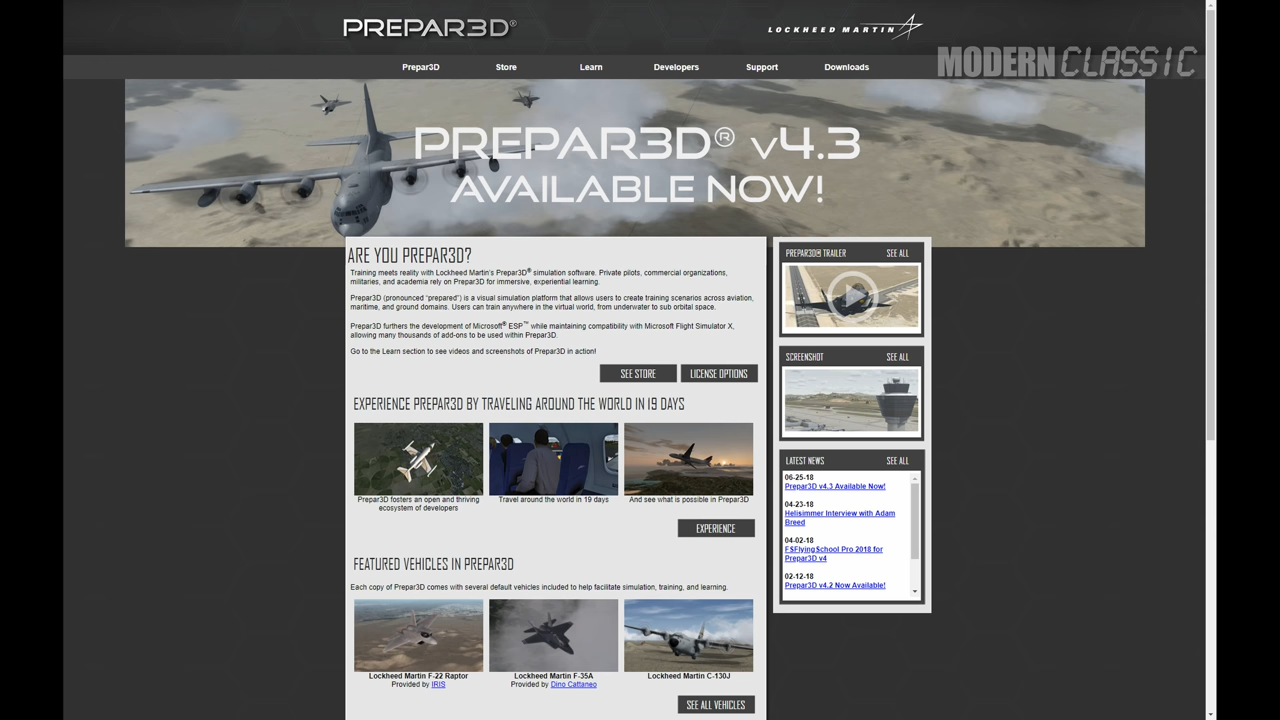 PREPAR3D®
LOCKHEED MARTIN
MODERN CLASSIC
Prepar3D
Store
Learn
Developers
Support
Downloads
PREPAR3D® v4.3
AVAILABLE NOW!
ARE YOU PREPAR3D?
Training meets reality with Lockheed Martin's Prepar3D® simulation software. Private pilots, commercial organizations,
militaries, and academia rely on Prepar3D for immersive, experiential learning.
Prepar3D (pronounced "prepared") is a visual simulation platform that allows users to create training scenarios across aviation,
maritime, and ground domains. Users can train anywhere in the virtual world, from underwater to sub orbital space.
Prepar3D furthers the development of Microsoft® ESP™ while maintaining compatibility with Microsoft Flight Simulator X,
allowing many thousands of add-ons to be used within Prepar3D.
Go to the Learn section to see videos and screenshots of Prepar3D in action!
SEE STORE
LICENSE OPTIONS
EXPERIENCE PREPAR3D BY TRAVELING AROUND THE WORLD IN 19 DAYS
Prepar3D fosters an open and thriving
ecosystem of developers
Travel around the world in 19 days
And see what is possible in Prepar3D
EXPERIENCE
FEATURED VEHICLES IN PREPAR3D
Each copy of Prepar3D comes with several default vehicles included to help facilitate simulation, training, and learning.
Lockheed Martin F-22 Raptor
Provided by IRIS
Lockheed Martin F-35A
Provided by Dino Cattaneo
Lockheed Martin C-130J
SEE ALL VEHICLES
PREPAR3D® TRAILER
SEE ALL
SCREENSHOT
SEE ALL
LATEST NEWS
SEE ALL
06-25-18
Prepar3D v4.3 Available Now!
04-23-18
Helisimmer Interview with Adam
Breed
04-02-18
FSFlyingSchool Pro 2018 for
Prepar3D v4
02-12-18
Prepar3D v4.2 Now Available!